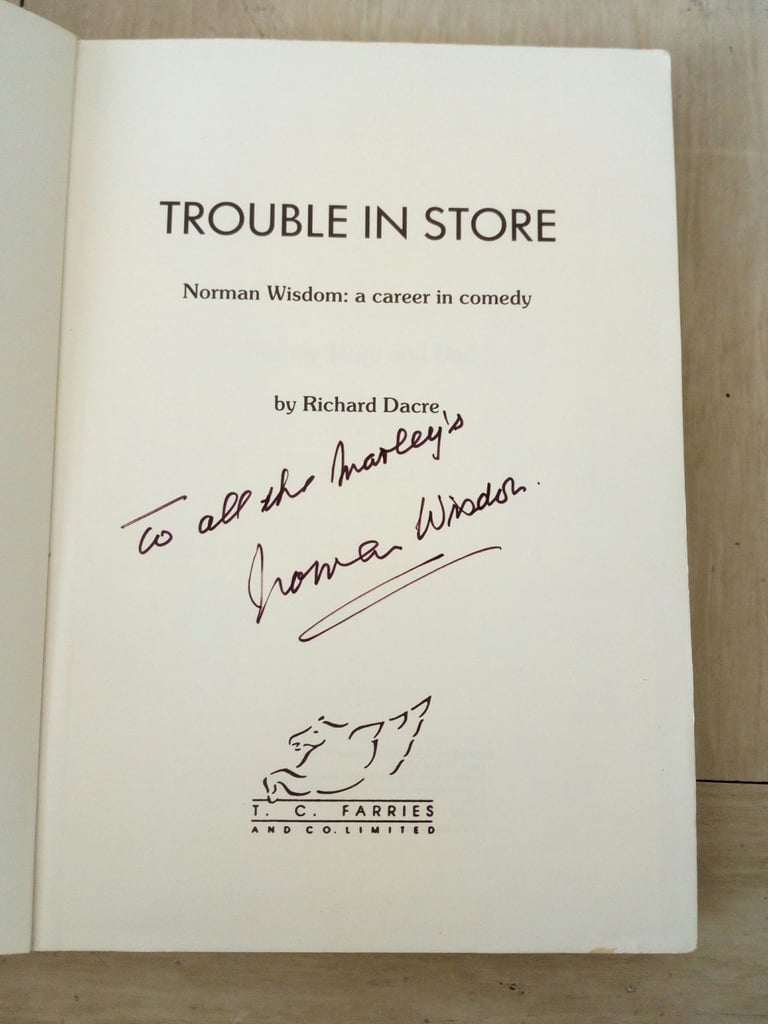 TROUBLE IN STORE
Norman Wisdom: a career in comedy
by Richard Dacre
To all the Marley's
Norman Wisdom.
T. C. FARRIES
AND CO. LIMITED